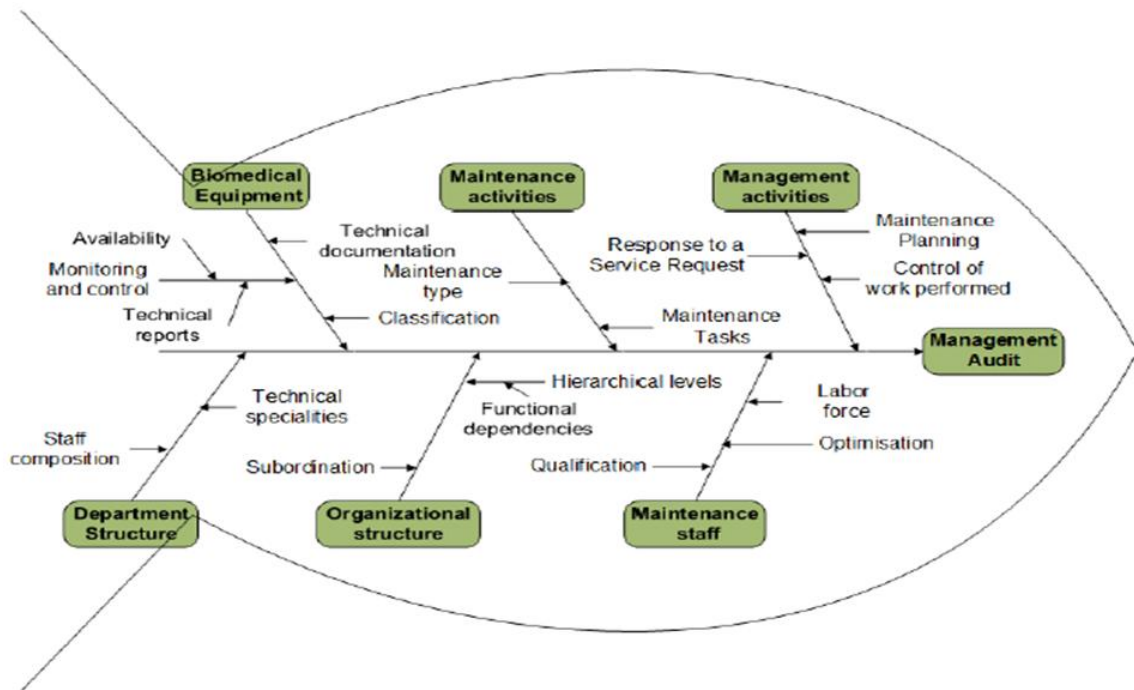 Biomedical
Equipment
Maintenance
activities
Management
activities
Availability
Monitoring
and control
Technical
reports
Technical
documentation
Classification
Maintenance
type
Maintenance
Tasks
Response to a
Service Request
Maintenance
Planning
Control of
work performed
Management
Audit
Technical
specialities
Staff
composition
Hierarchical levels
Functional
dependencies
Subordination
Labor
force
Optimisation
Qualification
Department
Structure
Organizational
structure
Maintenance
staff